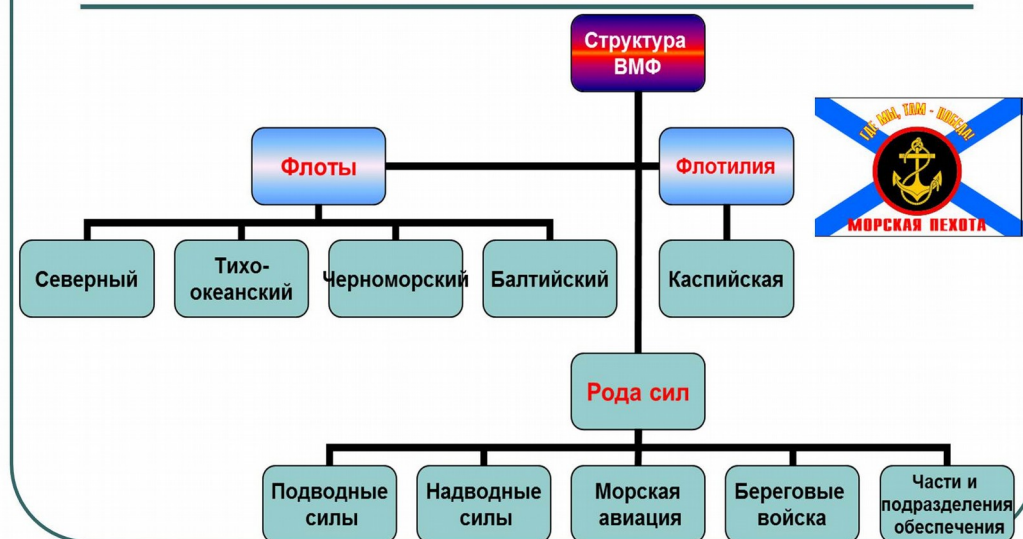 Структура
ВМФ
Флоты
Флотилия
ГДЕ МЫ, ТАМ - ПОБЕДА!
МОРСКАЯ ПЕХОТА
Северный
Тихо-
океанский
Черноморский
Балтийский
Каспийская
Рода сил
Подводные
силы
Надводные
силы
Морская
авиация
Береговые
войска
Части и
подразделения
обеспечения